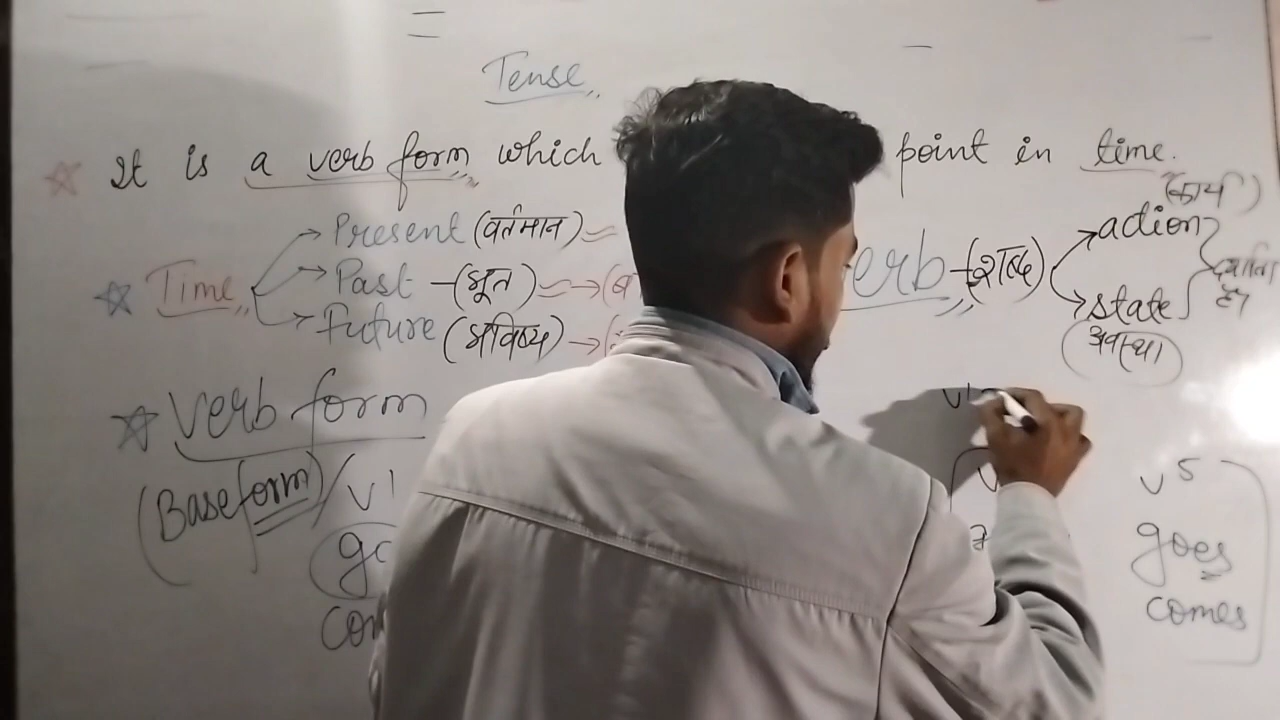 Tense
It is a verb form which point in time.
(कार्य)
Present (वर्तमान) = action
Time Past - (भूत) = → erb - (शब्द)
Future (भविष्य) → state
(अवस्था)
Verb form
(Base form) / V1 V5
go goes
com comes